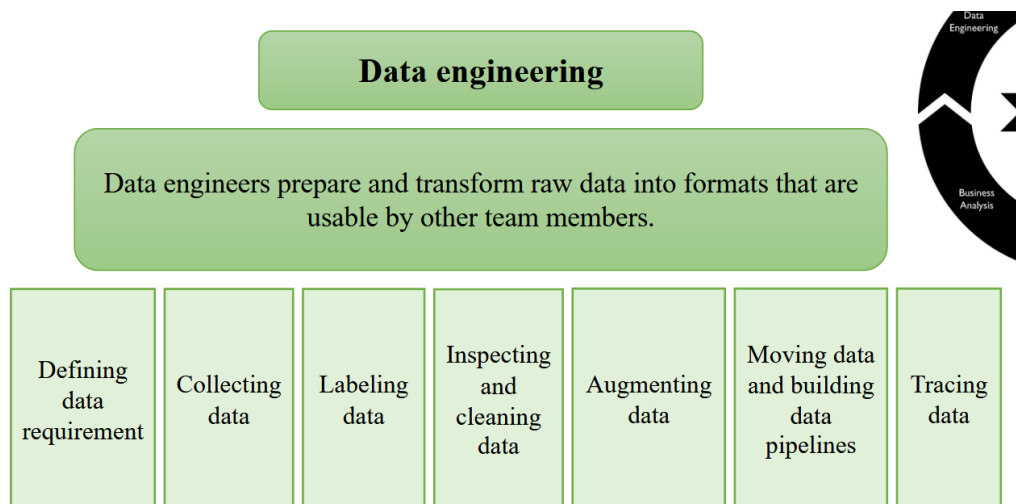 Data engineering
Data
Engineering
Data engineers prepare and transform raw data into formats that are
usable by other team members.
Business
Analysis
Defining
data
requirement
Collecting
data
Labeling
data
Inspecting
and
cleaning
data
Augmenting
data
Moving data
and building
data
pipelines
Tracing
data